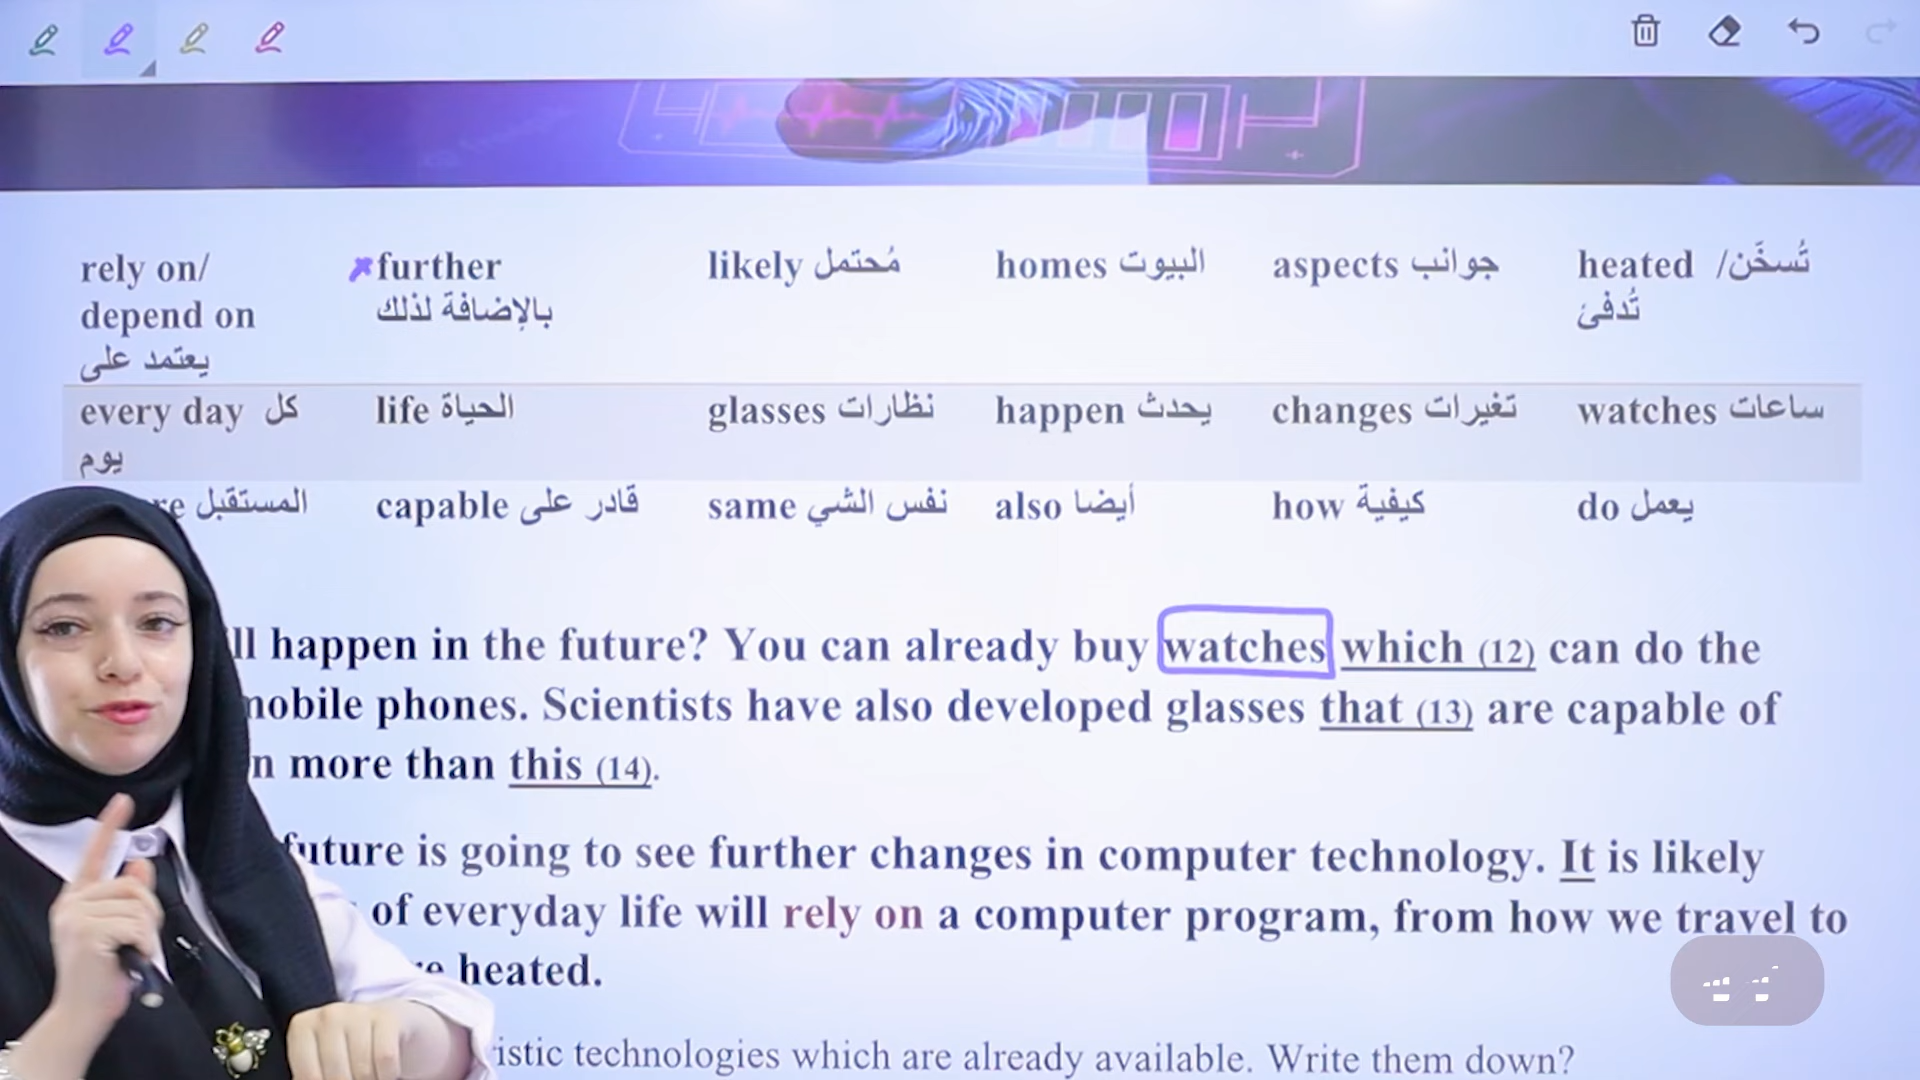 rely on/ further likely مُحتمل homes البيوت aspects جوانب heated تُسخَّن/
depend on بالإضافة لذلك تُدفئ
يعتمد على
every day كل life الحياة glasses نظارات happen يحدث changes تغيرات watches ساعات
يوم
المستقبل capable قادر على same نفس الشي also أيضا how كيفية do يعمل
happen in the future? You can already buy watches which (12) can do the
phones. Scientists have also developed glasses that (13) are capable of
more than this (14).
future is going to see further changes in computer technology. It is likely
of everyday life will rely on a computer program, from how we travel to
heated.
technologies which are already available. Write them down?